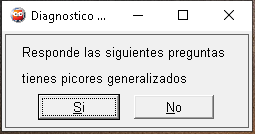 Diagnostico ...
Responde las siguientes preguntas
tienes picores generalizados
Si
No